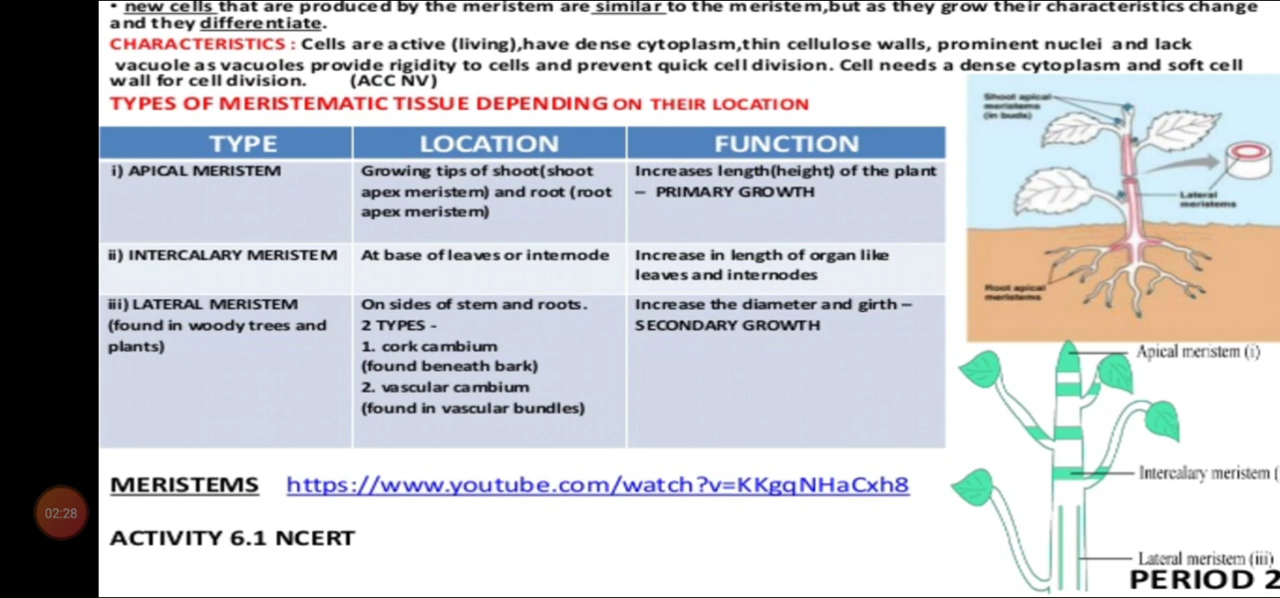 • new cells that are produced by the meristem are similar to the meristem,but as they grow their characteristics change
and they differentiate.
CHARACTERISTICS : Cells are active (living),have dense cytoplasm,thin cellulose walls, prominent nuclei and lack
vacuole as vacuoles provide rigidity to cells and prevent quick cell division. Cell needs a dense cytoplasm and soft cell
wall for cell division. (ACC NV)
TYPES OF MERISTEMATIC TISSUE DEPENDING ON THEIR LOCATION
TYPE
LOCATION
FUNCTION
i) APICAL MERISTEM
Growing tips of shoot(shoot
apex meristem) and root (root
apex meristem)
Increases length(height) of the plant
– PRIMARY GROWTH
ii) INTERCALARY MERISTEM
At base of leaves or internode
Increase in length of organ like
leaves and internodes
iii) LATERAL MERISTEM
(found in woody trees and
plants)
On sides of stem and roots.
2 TYPES -
1. cork cambium
(found beneath bark)
2. vascular cambium
(found in vascular bundles)
Increase the diameter and girth –
SECONDARY GROWTH
MERISTEMS https://www.youtube.com/watch?v=KKgqNHaCxh8
ACTIVITY 6.1 NCERT
Shoot apical
meristems
(in buds)
Lateral
meristems
Root apical
meristems
Apical meristem (i)
Intercalary meristem (
Lateral meristem (iii)
PERIOD 2
02:28